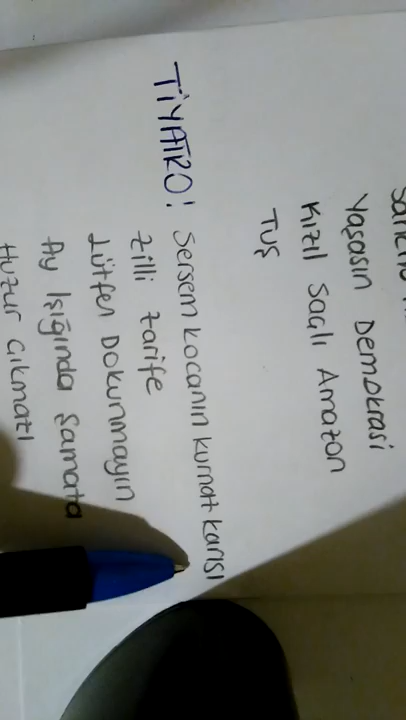 Yaşasın Demokrasi
Kızıl Saçlı Amazon
Tuş
TİYATRO! Sersem kocanın kurnaz karısı
Zilli Zarife
Lütfen Dokunmayın
Ay Işığında Şamata
Huzur Çıkmazı